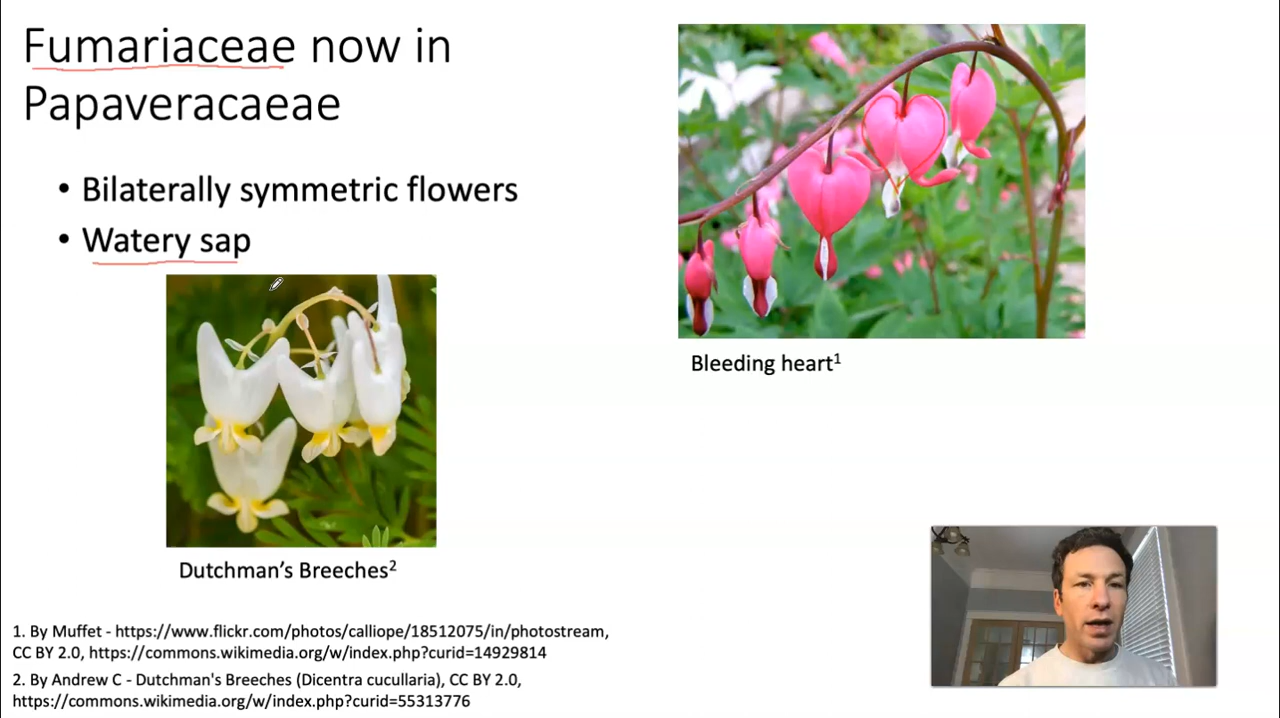 Fumariaceae now in
Papaveracaeae
• Bilaterally symmetric flowers
• Watery sap
Bleeding heart¹
Dutchman's Breeches²
1. By Muffet - https://www.flickr.com/photos/calliope/18512075/in/photostream,
CC BY 2.0, https://commons.wikimedia.org/w/index.php?curid=14929814
2. By Andrew C - Dutchman's Breeches (Dicentra cucullaria), CC BY 2.0,
https://commons.wikimedia.org/w/index.php?curid=55313776